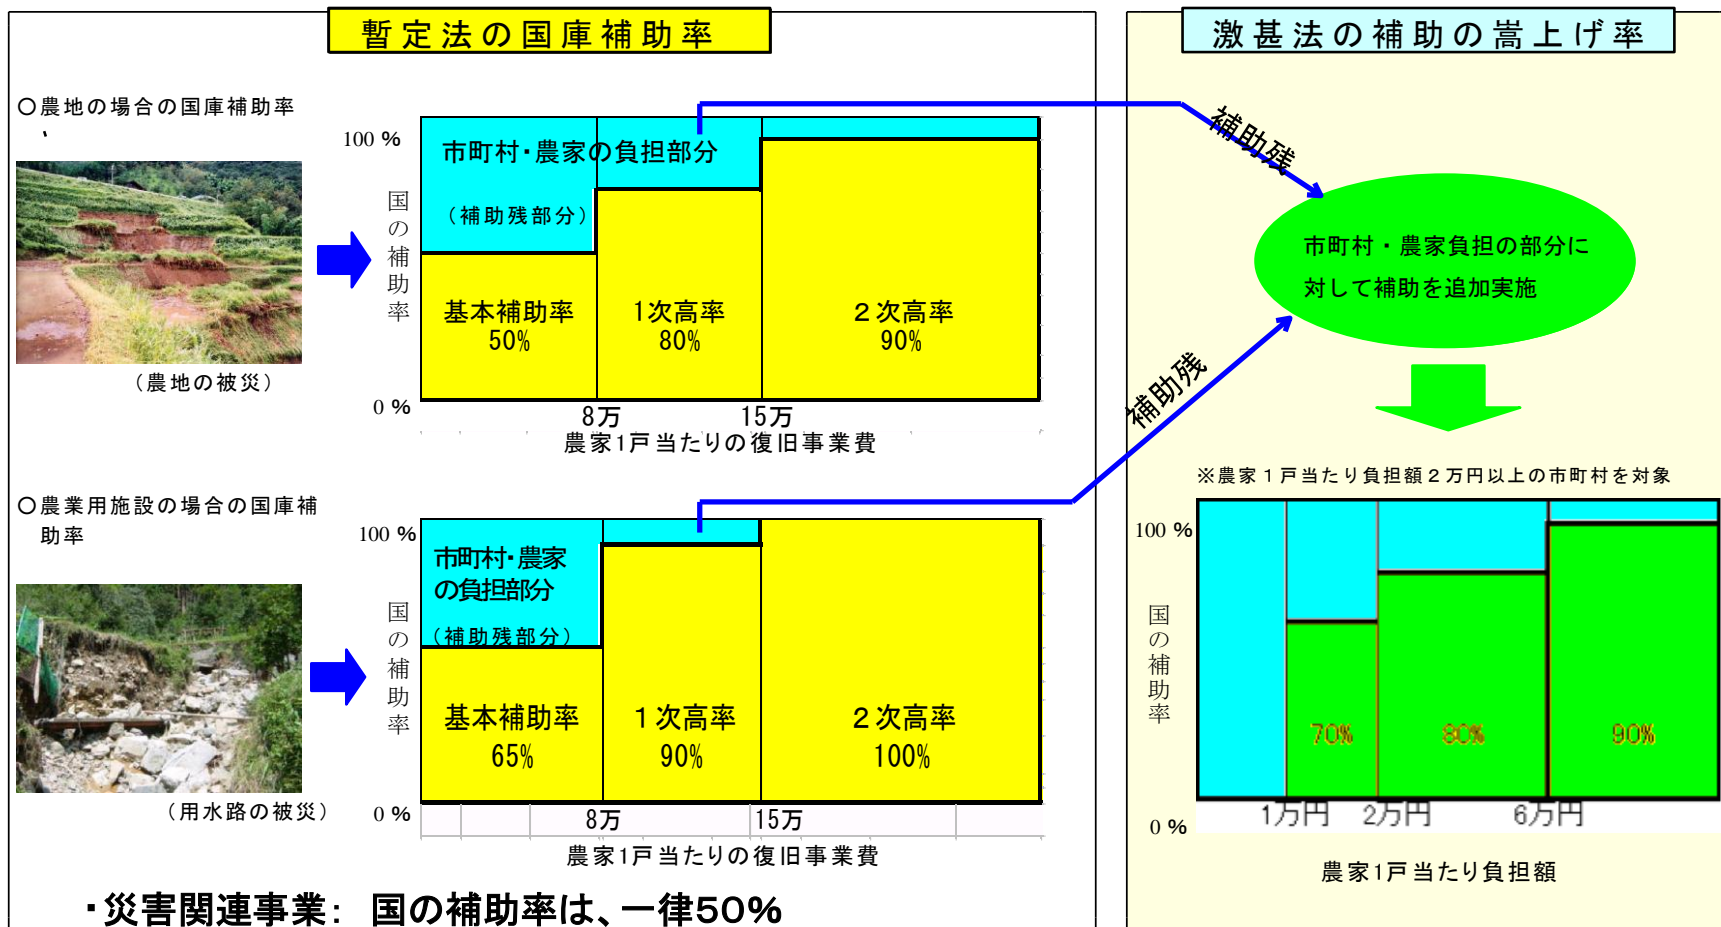 暫定法の国庫補助率
〇農地の場合の国庫補助率
、
100 %
国の補助率
0 %
市町村・農家の負担部分
（補助残部分）
基本補助率
50%
1次高率
80%
２次高率
90%
8万
15万
農家1戸当たりの復旧事業費
（農地の被災）
〇農業用施設の場合の国庫補
助率
100 %
国の補助率
0 %
市町村・農家
の負担部分
（補助残部分）
基本補助率
65%
１次高率
90%
２次高率
100%
8万
15万
農家1戸当たりの復旧事業費
（用水路の被災）
・災害関連事業： 国の補助率は、一律50%
激甚法の補助の嵩上げ率
補助残
補助残
市町村・農家負担の部分に
対して補助を追加実施
※農家１戸当たり負担額２万円以上の市町村を対象
100 %
国の補助率
0 %
70%
80%
90%
1万円
2万円
6万円
農家1戸当たり負担額